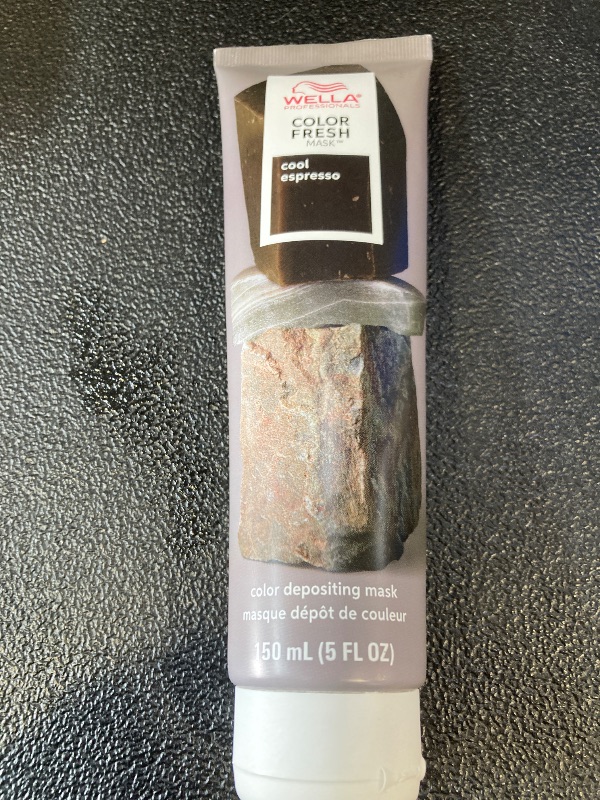 WELLA®
PROFESSIONALS
COLOR
FRESH
MASK™
cool
espresso
color depositing mask
masque dépôt de couleur
150 mL (5 FL OZ)